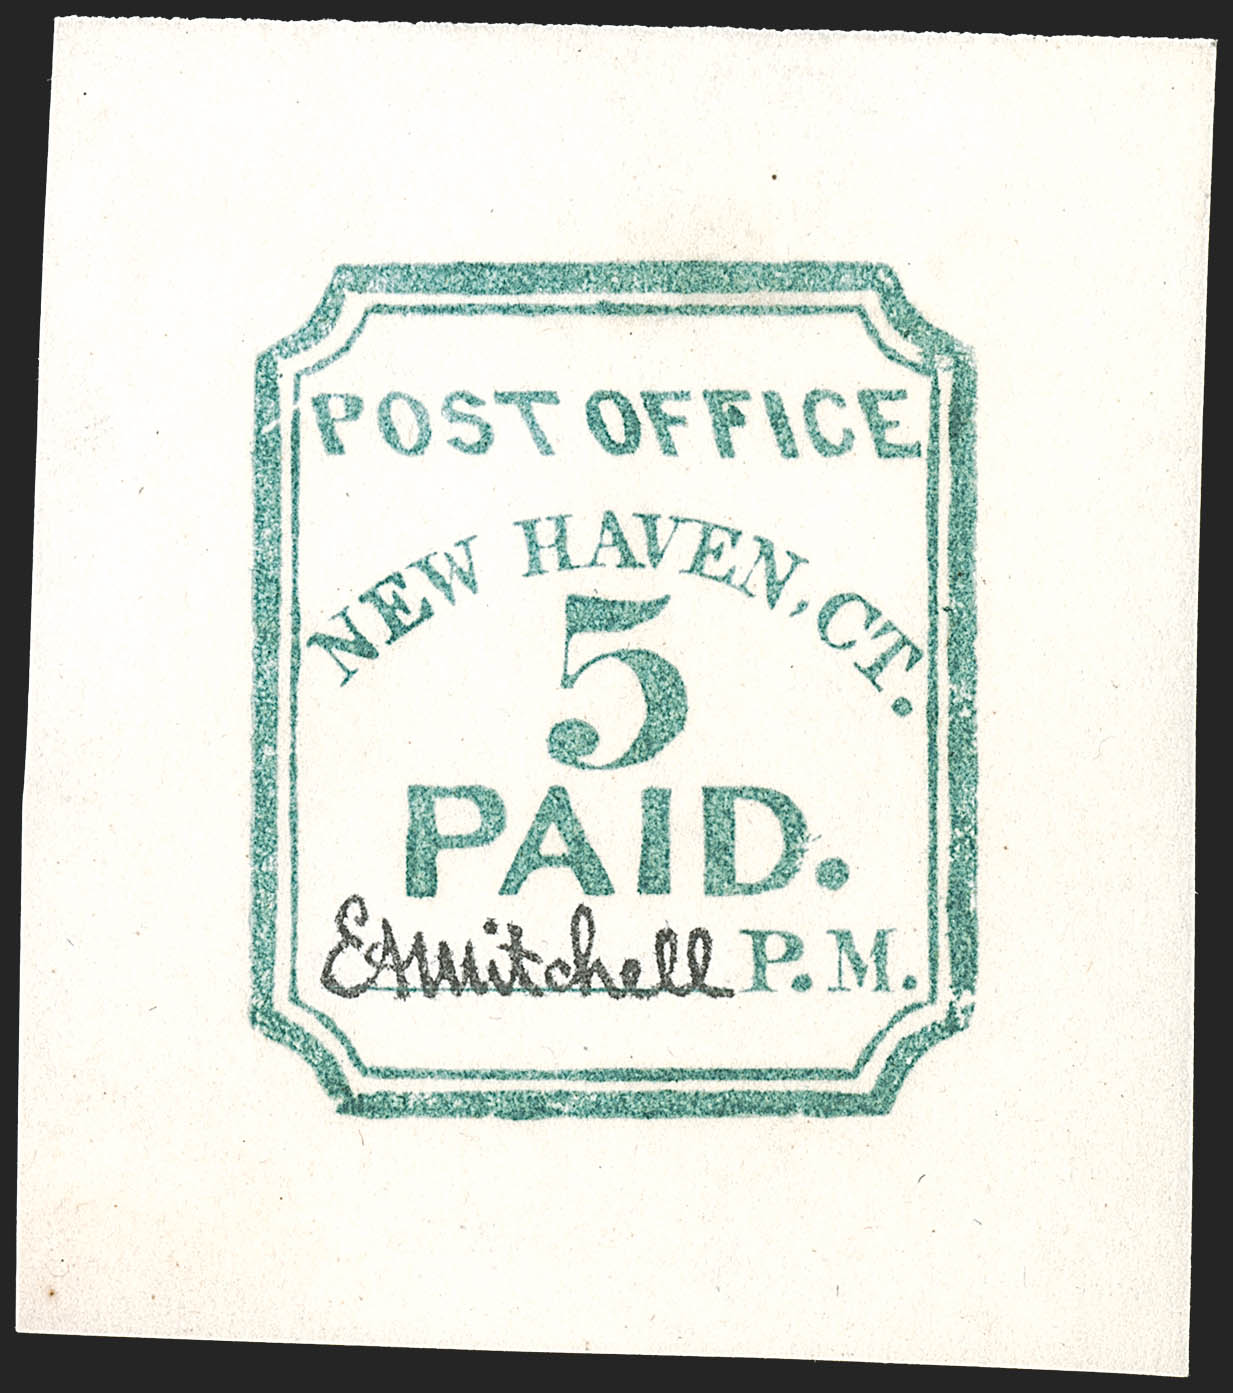 POST OFFICE
NEW HAVEN, CT.
5
PAID.
E A Mitchell P. M.